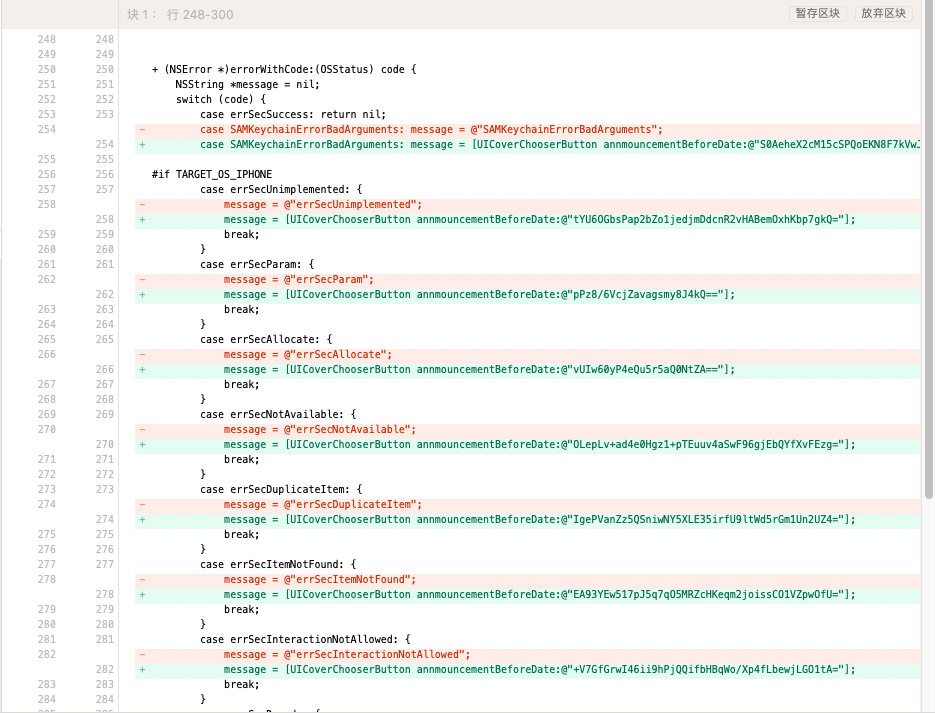 块 1： 行 248-300 暂存区块 放弃区块
248 248
249 249
250 250 + (NSError *)errorWithCode:(OSStatus) code {
251 251 NSString *message = nil;
252 252 switch (code) {
253 253 case errSecSuccess: return nil;
254 - case SAMKeychainErrorBadArguments: message = @"SAMKeychainErrorBadArguments";
254 + case SAMKeychainErrorBadArguments: message = [UICoverChooserButton annmouncementBeforeDate:@"S0AeheX2cM15cSPQoEKN8F7kVwJ
255 255
256 256 #if TARGET_OS_IPHONE
257 257 case errSecUnimplemented: {
258 - message = @"errSecUnimplemented";
258 + message = [UICoverChooserButton annmouncementBeforeDate:@"tYU6OGbsPap2bZo1jedjmDdcnR2vHABemOxhKbp7gkQ="];
259 259 break;
260 260 }
261 261 case errSecParam: {
262 - message = @"errSecParam";
262 + message = [UICoverChooserButton annmouncementBeforeDate:@"pPz8/6VcjZavagsmy8J4kQ=="];
263 263 break;
264 264 }
265 265 case errSecAllocate: {
266 - message = @"errSecAllocate";
266 + message = [UICoverChooserButton annmouncementBeforeDate:@"vUIw60yP4eQu5r5aQ0NtZA=="];
267 267 break;
268 268 }
269 269 case errSecNotAvailable: {
270 - message = @"errSecNotAvailable";
270 + message = [UICoverChooserButton annmouncementBeforeDate:@"OLepLv+ad4e0Hgz1+pTEuuv4aSwF96gjEbQYfXvFEzg="];
271 271 break;
272 272 }
273 273 case errSecDuplicateItem: {
274 - message = @"errSecDuplicateItem";
274 + message = [UICoverChooserButton annmouncementBeforeDate:@"IgePVanZz5QSniwNY5XLE35irfU9ltWd5rGm1Un2UZ4="];
275 275 break;
276 276 }
277 277 case errSecItemNotFound: {
278 - message = @"errSecItemNotFound";
278 + message = [UICoverChooserButton annmouncementBeforeDate:@"EA93YEw517pJ5q7qO5MRZcHKeqm2joissCO1VZpwOfU="];
279 279 break;
280 280 }
281 281 case errSecInteractionNotAllowed: {
282 - message = @"errSecInteractionNotAllowed";
282 + message = [UICoverChooserButton annmouncementBeforeDate:@"+V7GfGrwI46ii9hPjQQifbHBqWo/Xp4fLbewjLGO1tA="];
283 283 break;
284 284 }